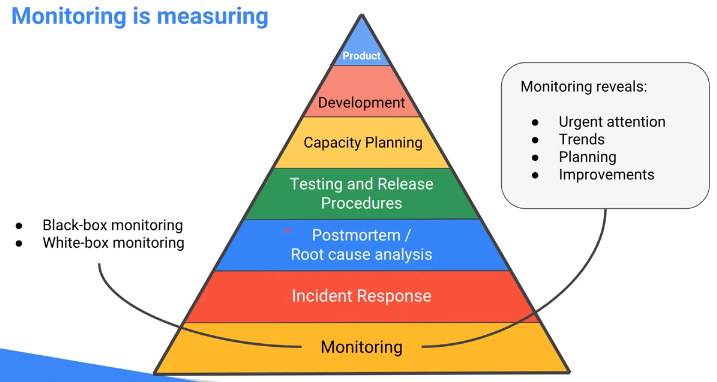 Monitoring is measuring
Product
Development
Capacity Planning
Testing and Release
Procedures
Postmortem /
Root cause analysis
Incident Response
Monitoring
● Black-box monitoring
● White-box monitoring
Monitoring reveals:
● Urgent attention
● Trends
● Planning
● Improvements